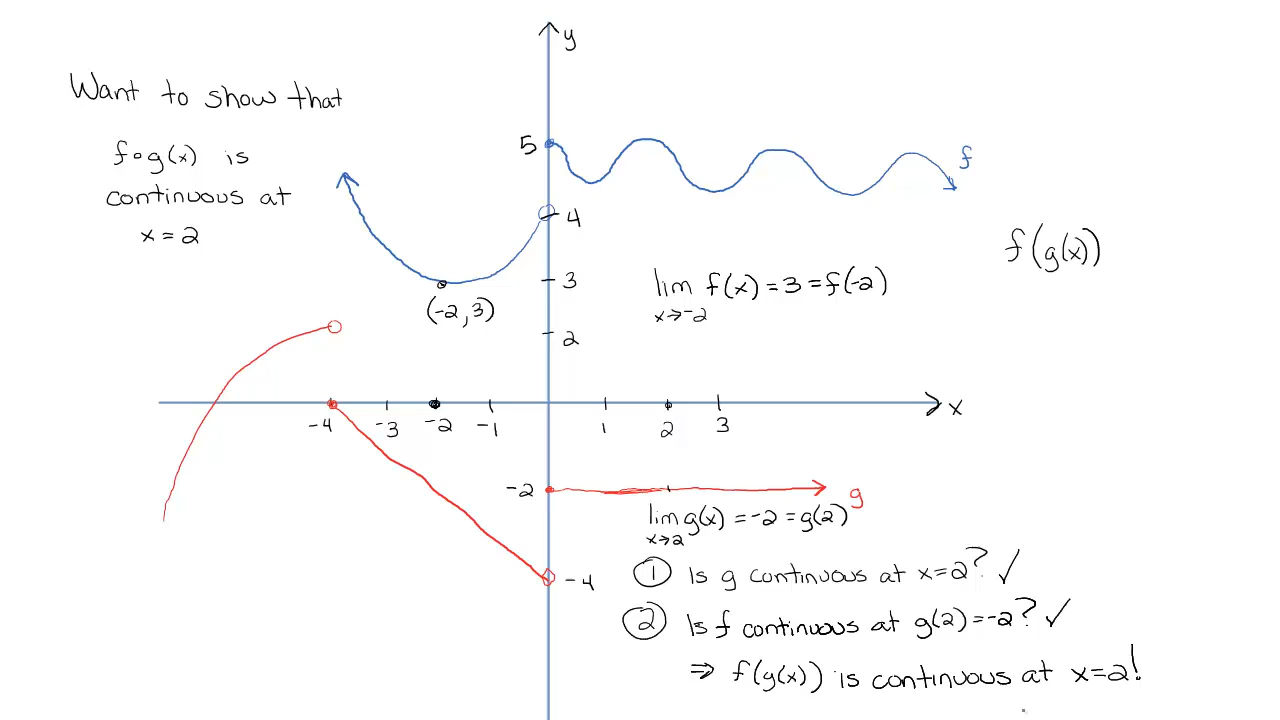 Want to show that
f∘g(x) is
continuous at
x = 2
y
5
4
3
2
f
f(g(x))
lim f(x) = 3 = f(-2)
x→-2
(-2, 3)
-4 -3 -2 -1 1 2 3 x
-2
g
lim g(x) = -2 = g(2)
x→2
-4
① Is g continuous at x=2? ✓
② Is f continuous at g(2)=-2? ✓
⇒ f(g(x)) is continuous at x=2!